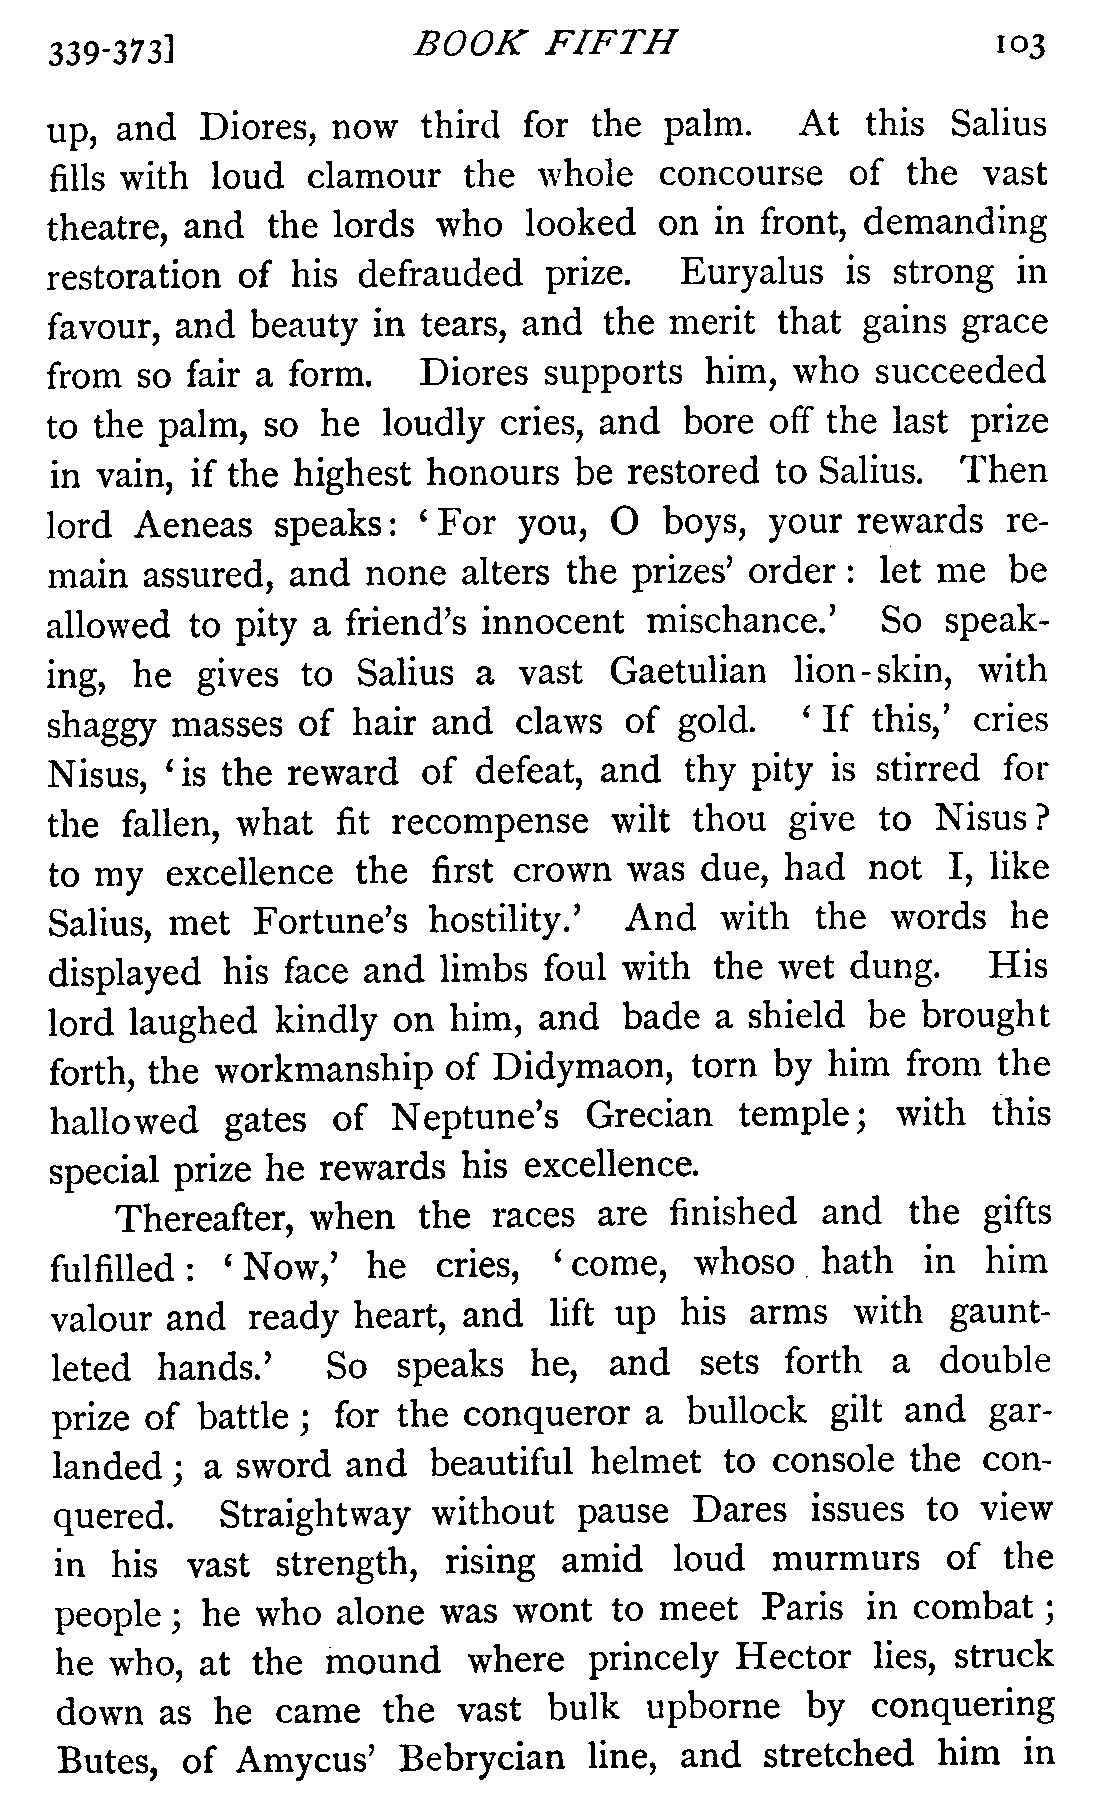 339-373] BOOK FIFTH 103
up, and Diores, now third for the palm. At this Salius
fills with loud clamour the whole concourse of the vast
theatre, and the lords who looked on in front, demanding
restoration of his defrauded prize. Euryalus is strong in
favour, and beauty in tears, and the merit that gains grace
from so fair a form. Diores supports him, who succeeded
to the palm, so he loudly cries, and bore off the last prize
in vain, if the highest honours be restored to Salius. Then
lord Aeneas speaks: ‘For you, O boys, your rewards re-
main assured, and none alters the prizes’ order : let me be
allowed to pity a friend’s innocent mischance.’ So speak-
ing, he gives to Salius a vast Gaetulian lion-skin, with
shaggy masses of hair and claws of gold. ‘If this,’ cries
Nisus, ‘is the reward of defeat, and thy pity is stirred for
the fallen, what fit recompense wilt thou give to Nisus?
to my excellence the first crown was due, had not I, like
Salius, met Fortune’s hostility.’ And with the words he
displayed his face and limbs foul with the wet dung. His
lord laughed kindly on him, and bade a shield be brought
forth, the workmanship of Didymaon, torn by him from the
hallowed gates of Neptune’s Grecian temple; with this
special prize he rewards his excellence.
Thereafter, when the races are finished and the gifts
fulfilled : ‘Now,’ he cries, ‘come, whoso hath in him
valour and ready heart, and lift up his arms with gaunt-
leted hands.’ So speaks he, and sets forth a double
prize of battle ; for the conqueror a bullock gilt and gar-
landed ; a sword and beautiful helmet to console the con-
quered. Straightway without pause Dares issues to view
in his vast strength, rising amid loud murmurs of the
people ; he who alone was wont to meet Paris in combat ;
he who, at the mound where princely Hector lies, struck
down as he came the vast bulk upborne by conquering
Butes, of Amycus’ Bebrycian line, and stretched him in